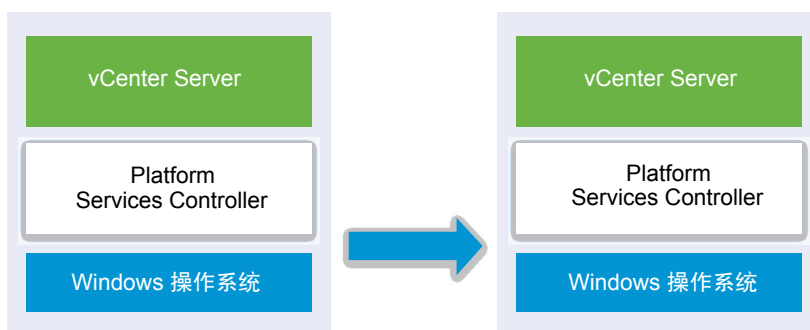 vCenter Server
Platform
Services Controller
Windows 操作系统
vCenter Server
Platform
Services Controller
Windows 操作系统